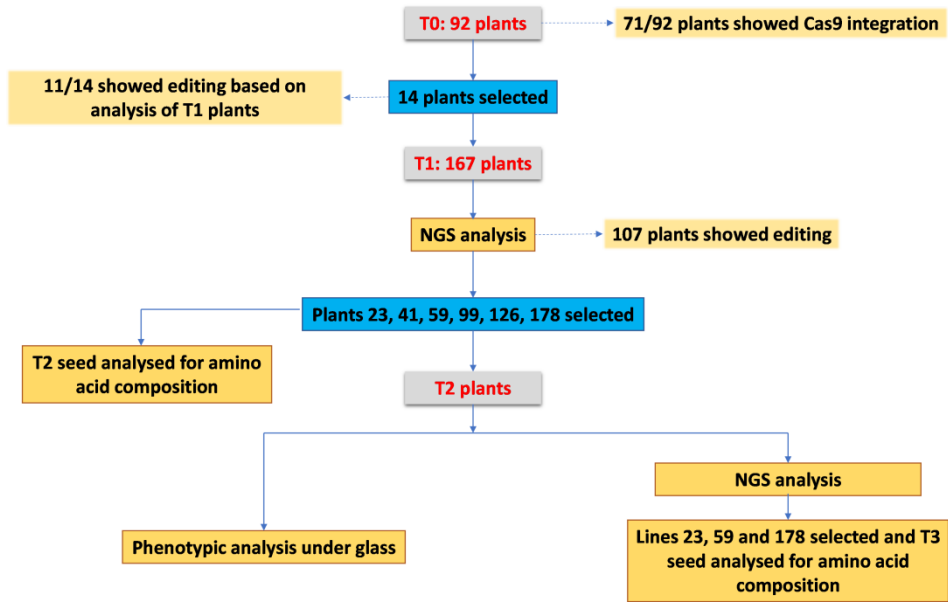 T0: 92 plants
71/92 plants showed Cas9 integration
11/14 showed editing based on
analysis of T1 plants
14 plants selected
T1: 167 plants
NGS analysis
107 plants showed editing
Plants 23, 41, 59, 99, 126, 178 selected
T2 seed analysed for amino
acid composition
T2 plants
NGS analysis
Phenotypic analysis under glass
Lines 23, 59 and 178 selected and T3
seed analysed for amino acid
composition